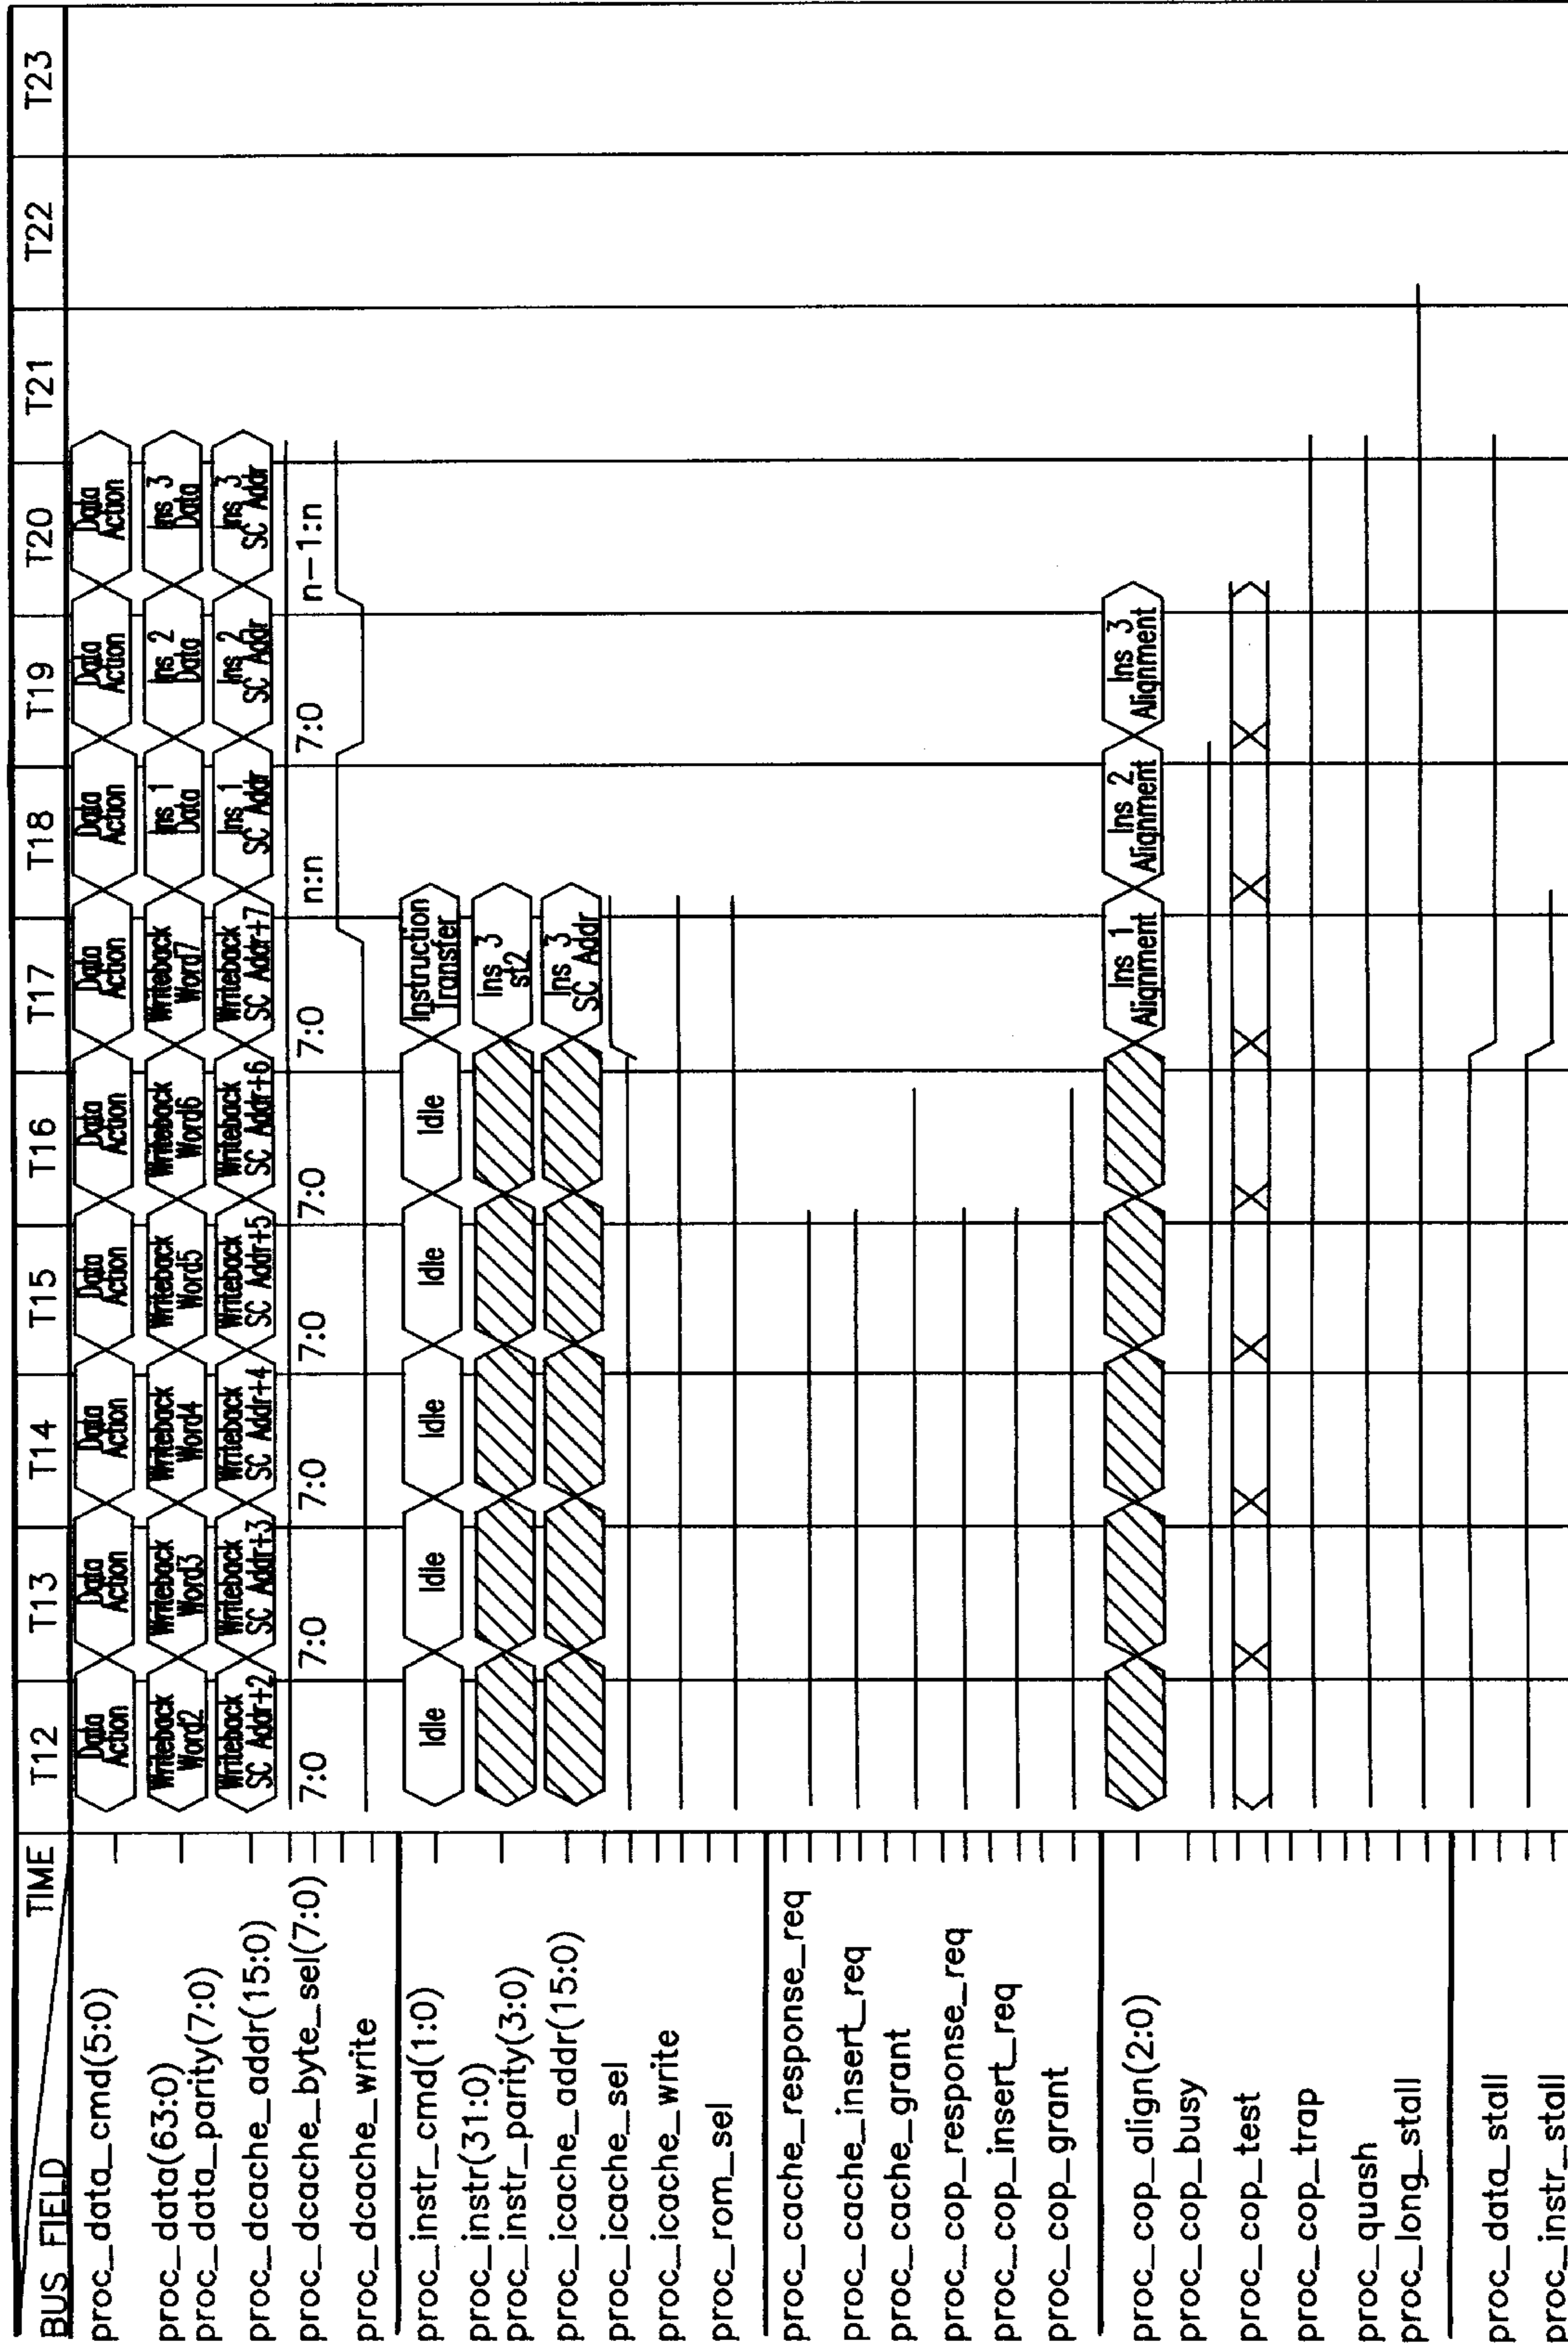 BUS FIELD TIME T12 T13 T14 T15 T16 T17 T18 T19 T20 T21 T22 T23
proc_data_cmd(5:0) Data Action Data Action Data Action Data Action Data Action Data Action Data Action Data Action Data Action
proc_data(63:0) Writeback Word2 Writeback Word3 Writeback Word4 Writeback Word5 Writeback Word6 Writeback Word7 Ins 1 Data Ins 2 Data Ins 3 Data
proc_data_parity(7:0)
proc_dcache_addr(15:0) Writeback SC Addr+2 Writeback SC Addr+3 Writeback SC Addr+4 Writeback SC Addr+5 Writeback SC Addr+6 Writeback SC Addr+7 Ins 1 SC Addr Ins 2 SC Addr Ins 3 SC Addr
proc_dcache_byte_sel(7:0) 7:0 7:0 7:0 7:0 7:0 7:0 n:n 7:0 n-1:n
proc_dcache_write
proc_instr_cmd(1:0) Idle Idle Idle Idle Idle Instruction Transfer
proc_instr(31:0) Ins 3 st2
proc_instr_parity(3:0)
proc_icache_addr(15:0) Ins 3 SC Addr
proc_icache_sel
proc_icache_write
proc_rom_sel
proc_cache_response_req
proc_cache_insert_req
proc_cache_grant
proc_cop_response_req
proc_cop_insert_req
proc_cop_grant
proc_cop_align(2:0) Ins 1 Alignment Ins 2 Alignment Ins 3 Alignment
proc_cop_busy
proc_cop_test
proc_cop_trap
proc_quash
proc_long_stall
proc_data_stall
proc_instr_stall